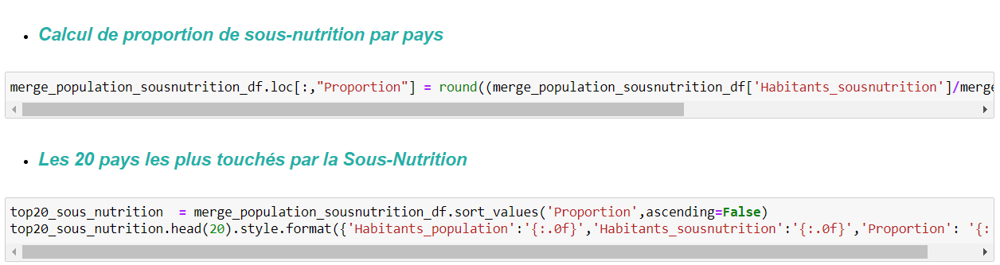 Calcul de proportion de sous-nutrition par pays
merge_population_sousnutrition_df.loc[:,"Proportion"] = round((merge_population_sousnutrition_df['Habitants_sousnutrition']/merge
Les 20 pays les plus touchés par la Sous-Nutrition
top20_sous_nutrition  = merge_population_sousnutrition_df.sort_values('Proportion',ascending=False)
top20_sous_nutrition.head(20).style.format({'Habitants_population':'{:.0f}','Habitants_sousnutrition':'{:.0f}','Proportion': '{: